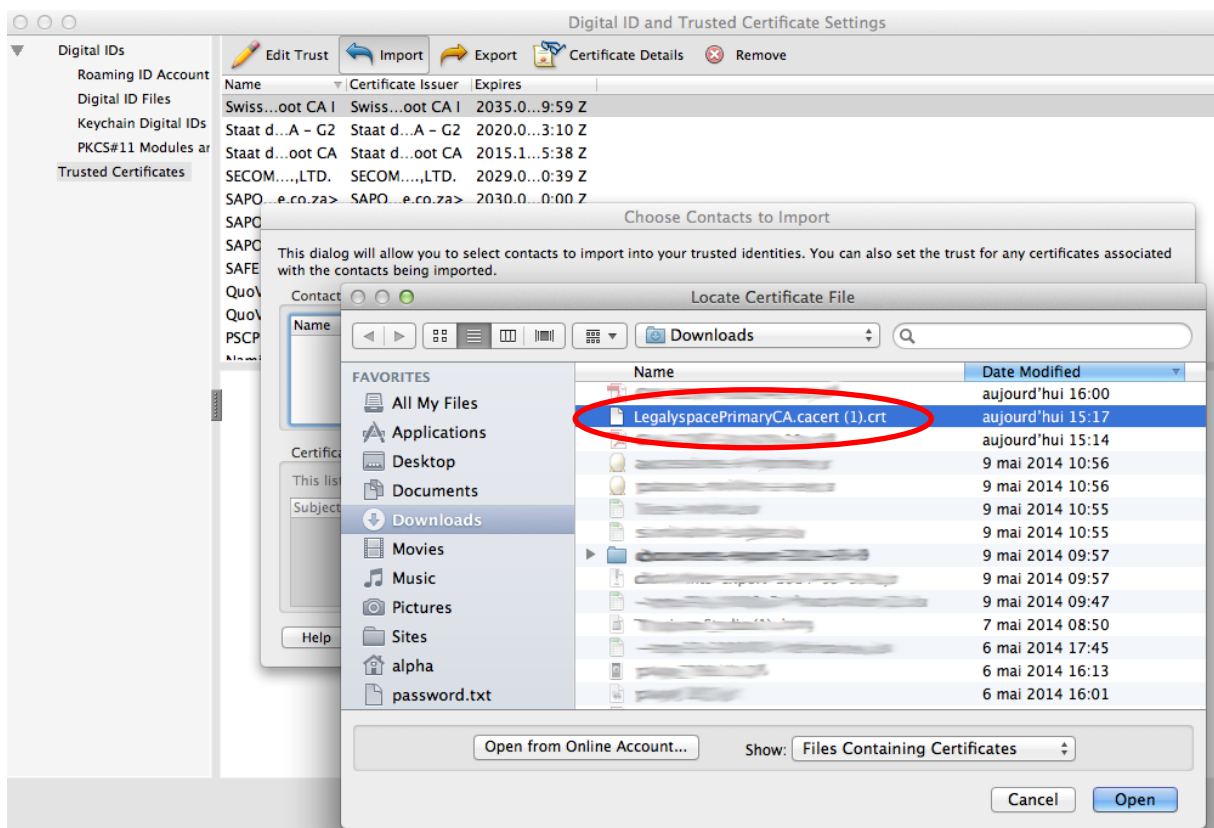 Digital ID and Trusted Certificate Settings
Digital IDs
Roaming ID Account
Digital ID Files
Keychain Digital IDs
PKCS#11 Modules ar
Trusted Certificates
Edit Trust Import Export Certificate Details Remove
Name Certificate Issuer Expires
Swiss...oot CA I Swiss...oot CA I 2035.0...9:59 Z
Staat d...A – G2 Staat d...A – G2 2020.0...3:10 Z
Staat d...oot CA Staat d...oot CA 2015.1...5:38 Z
SECOM....,LTD. SECOM....,LTD. 2029.0...0:39 Z
SAPO...e.co.za> SAPO...e.co.za> 2030.0...0:00 Z
SAPO
SAPO
SAFE
QuoV
QuoV
PSCP
Choose Contacts to Import
This dialog will allow you to select contacts to import into your trusted identities. You can also set the trust for any certificates associated
with the contacts being imported.
Contact
Name
Certifica
This list
Subject
Help
Locate Certificate File
Downloads
FAVORITES
All My Files
Applications
Desktop
Documents
Downloads
Movies
Music
Pictures
Sites
alpha
password.txt
Name Date Modified
aujourd'hui 16:00
LegalyspacePrimaryCA.cacert (1).crt aujourd'hui 15:17
aujourd'hui 15:14
9 mai 2014 10:56
9 mai 2014 10:56
9 mai 2014 10:55
9 mai 2014 10:55
9 mai 2014 09:57
9 mai 2014 09:57
9 mai 2014 09:47
7 mai 2014 08:50
6 mai 2014 17:45
6 mai 2014 16:13
6 mai 2014 16:01
Open from Online Account... Show: Files Containing Certificates
Cancel Open